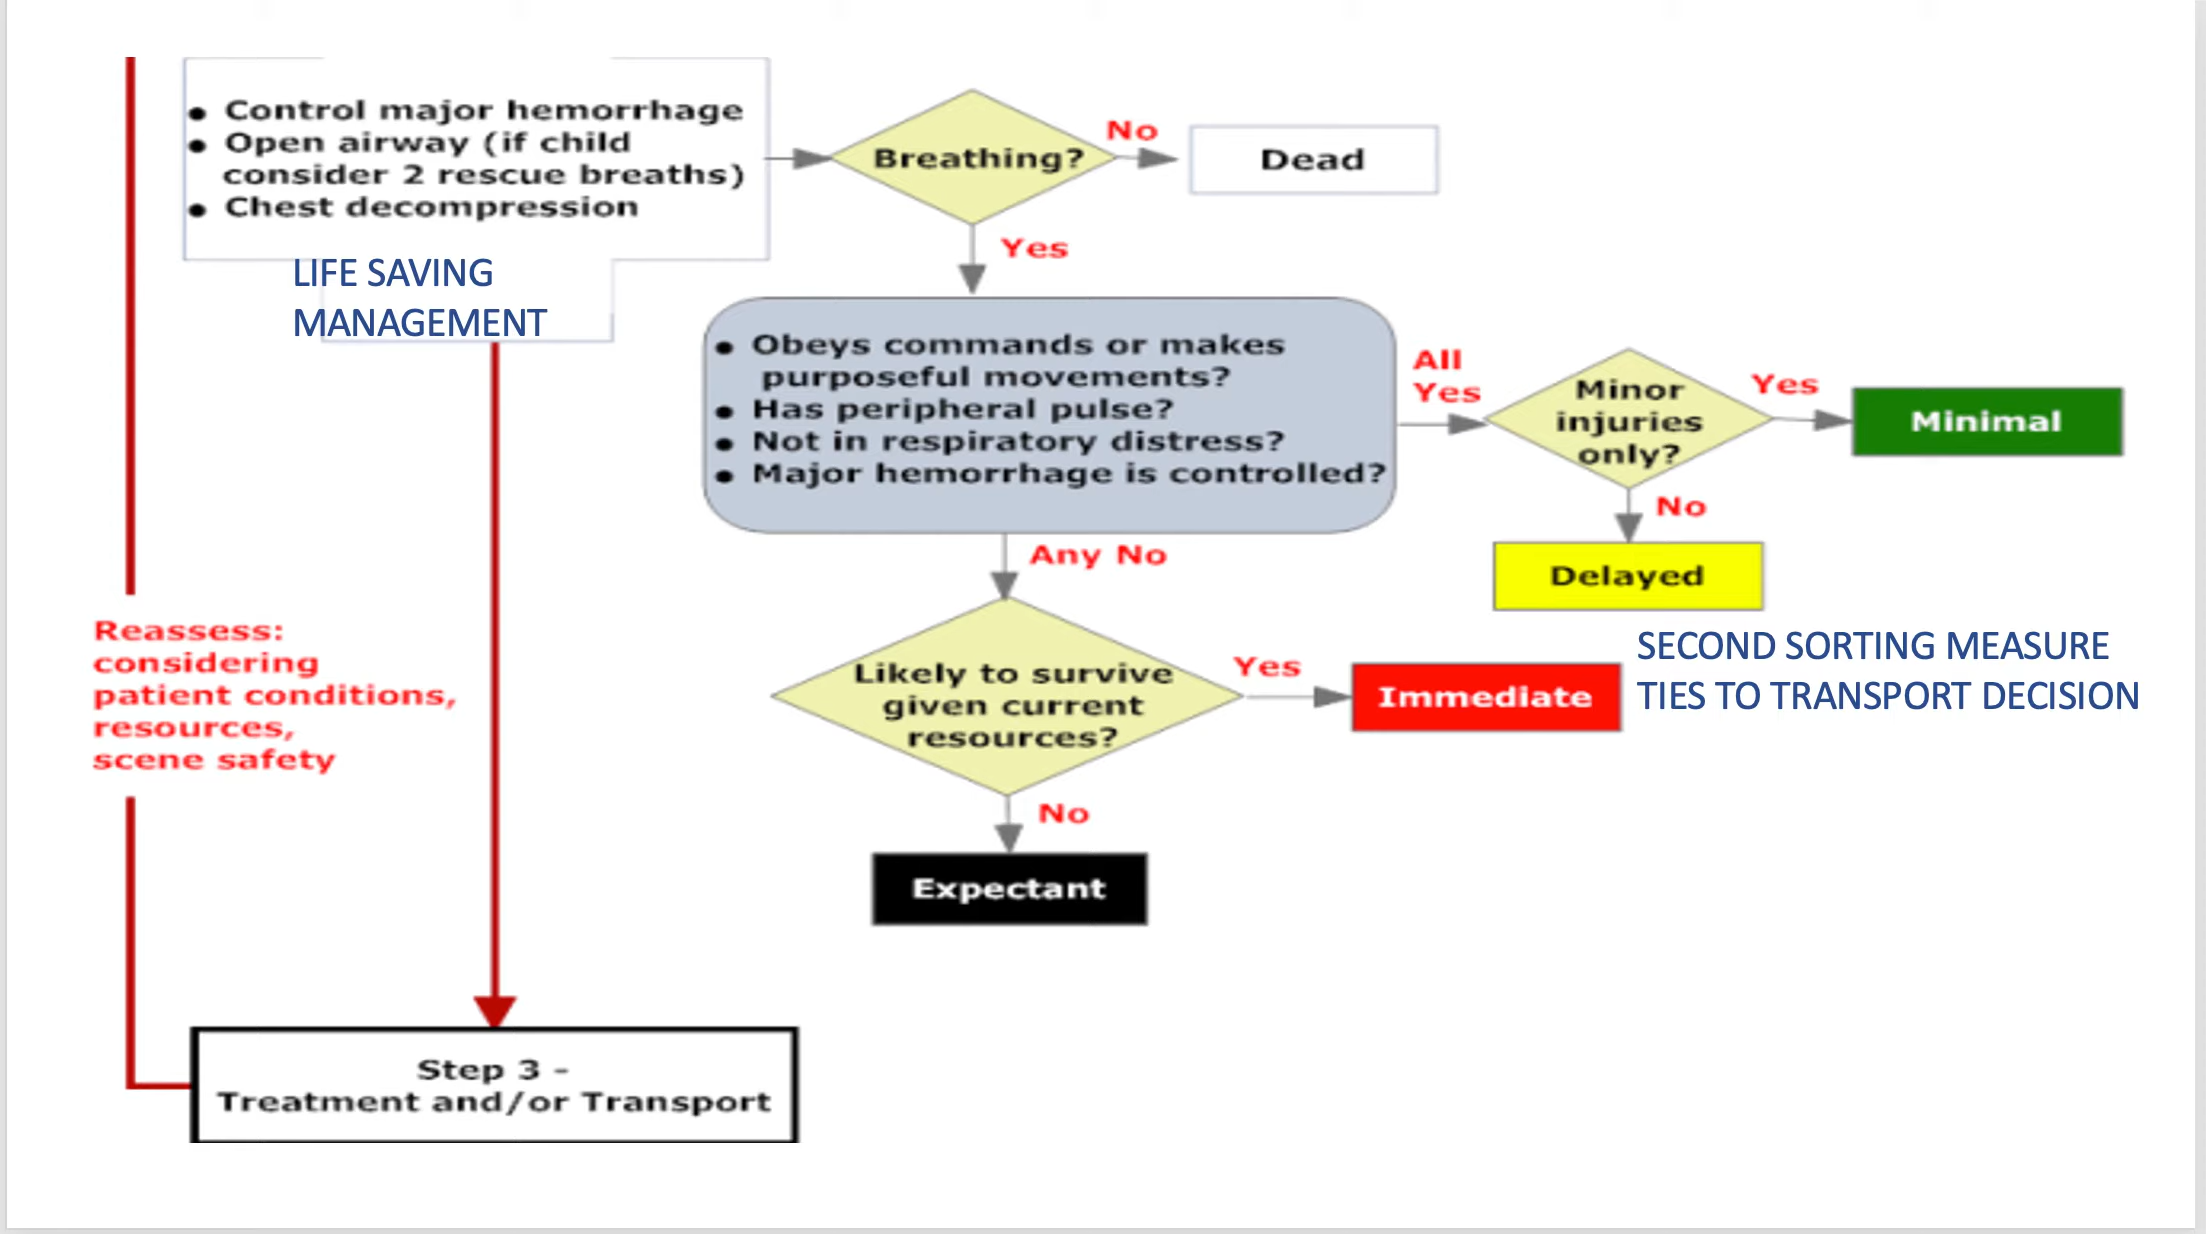 ● Control major hemorrhage
● Open airway (if child
consider 2 rescue breaths)
● Chest decompression
LIFE SAVING
MANAGEMENT
Breathing?
No
Dead
Yes
● Obeys commands or makes
purposeful movements?
● Has peripheral pulse?
● Not in respiratory distress?
● Major hemorrhage is controlled?
All
Yes
Minor
injuries
only?
Yes
Minimal
No
Delayed
Any No
Likely to survive
given current
resources?
Yes
Immediate
SECOND SORTING MEASURE
TIES TO TRANSPORT DECISION
No
Expectant
Reassess:
considering
patient conditions,
resources,
scene safety
Step 3 -
Treatment and/or Transport